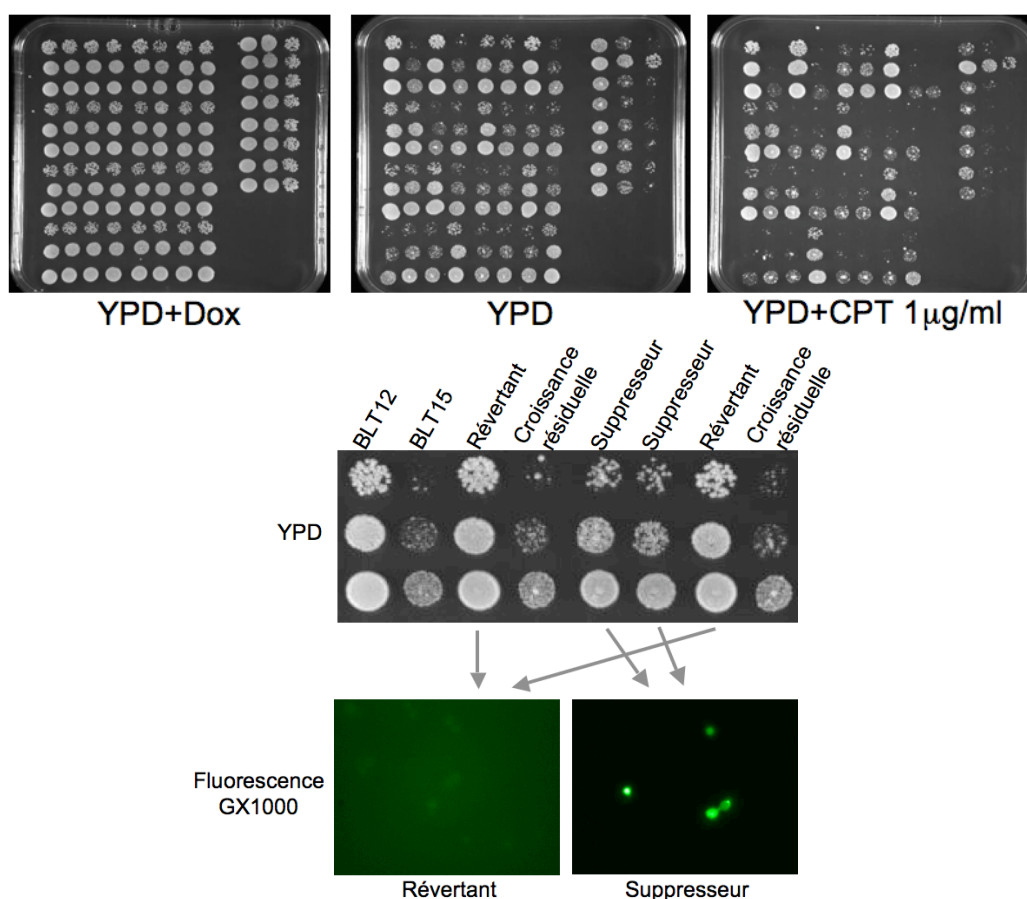 YPD+Dox
YPD
YPD+CPT 1µg/ml
BLT12
BLT15
Révertant
Croissance
résiduelle
Suppresseur
Suppresseur
Révertant
Croissance
résiduelle
YPD
Fluorescence
GX1000
Révertant
Suppresseur